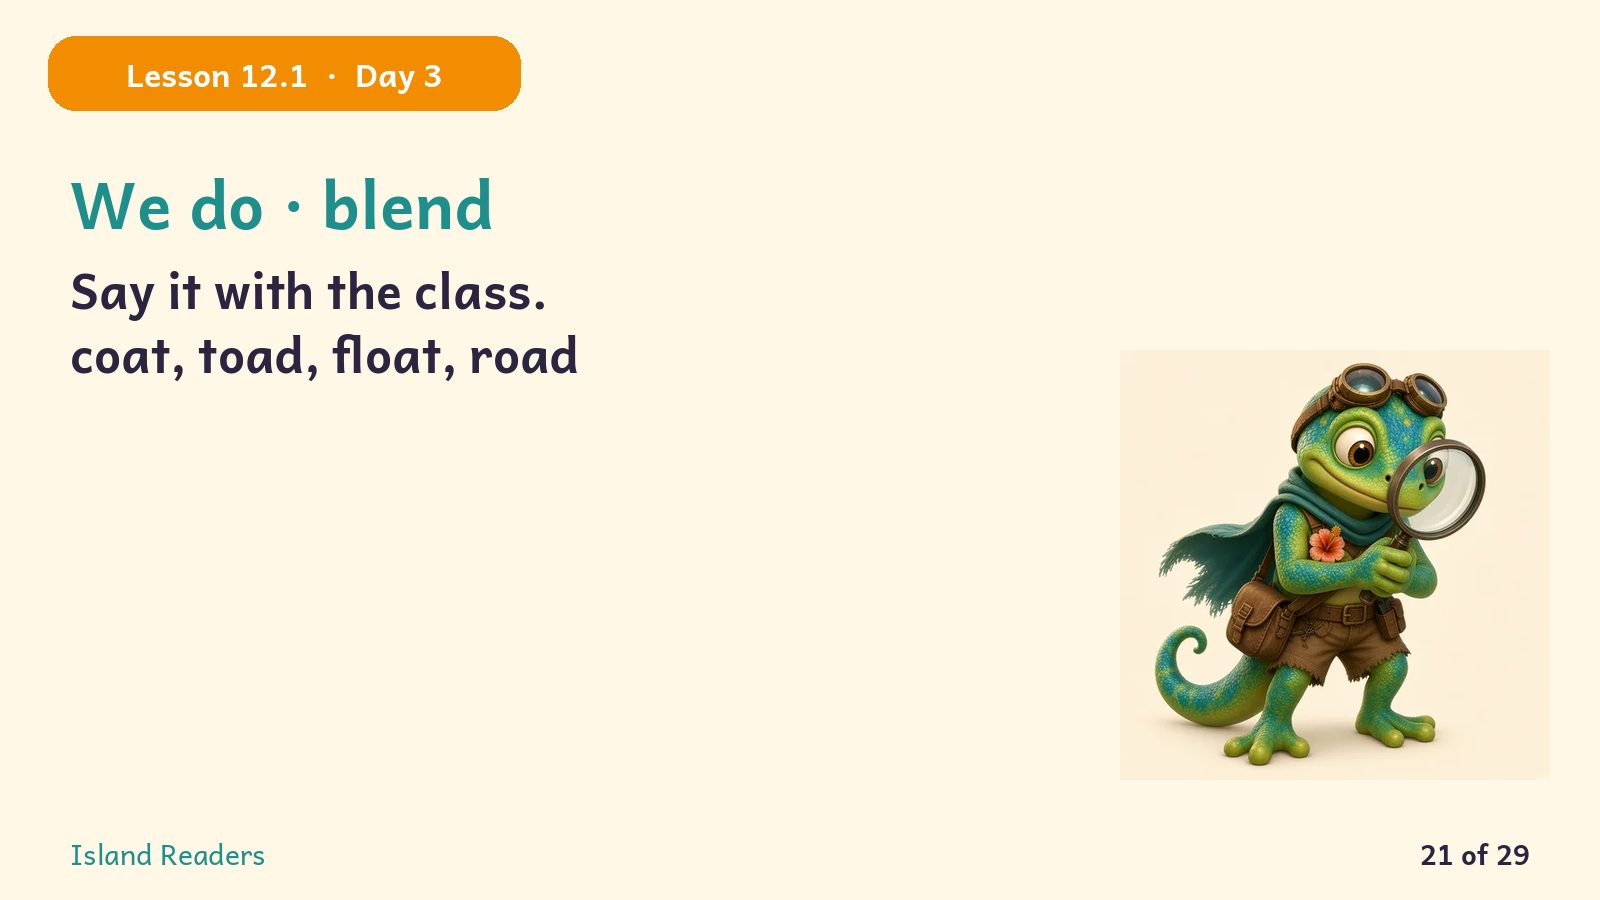 Lesson 12.1 · Day 3
We do · blend
Say it with the class.
coat, toad, float, road
Island Readers
21 of 29